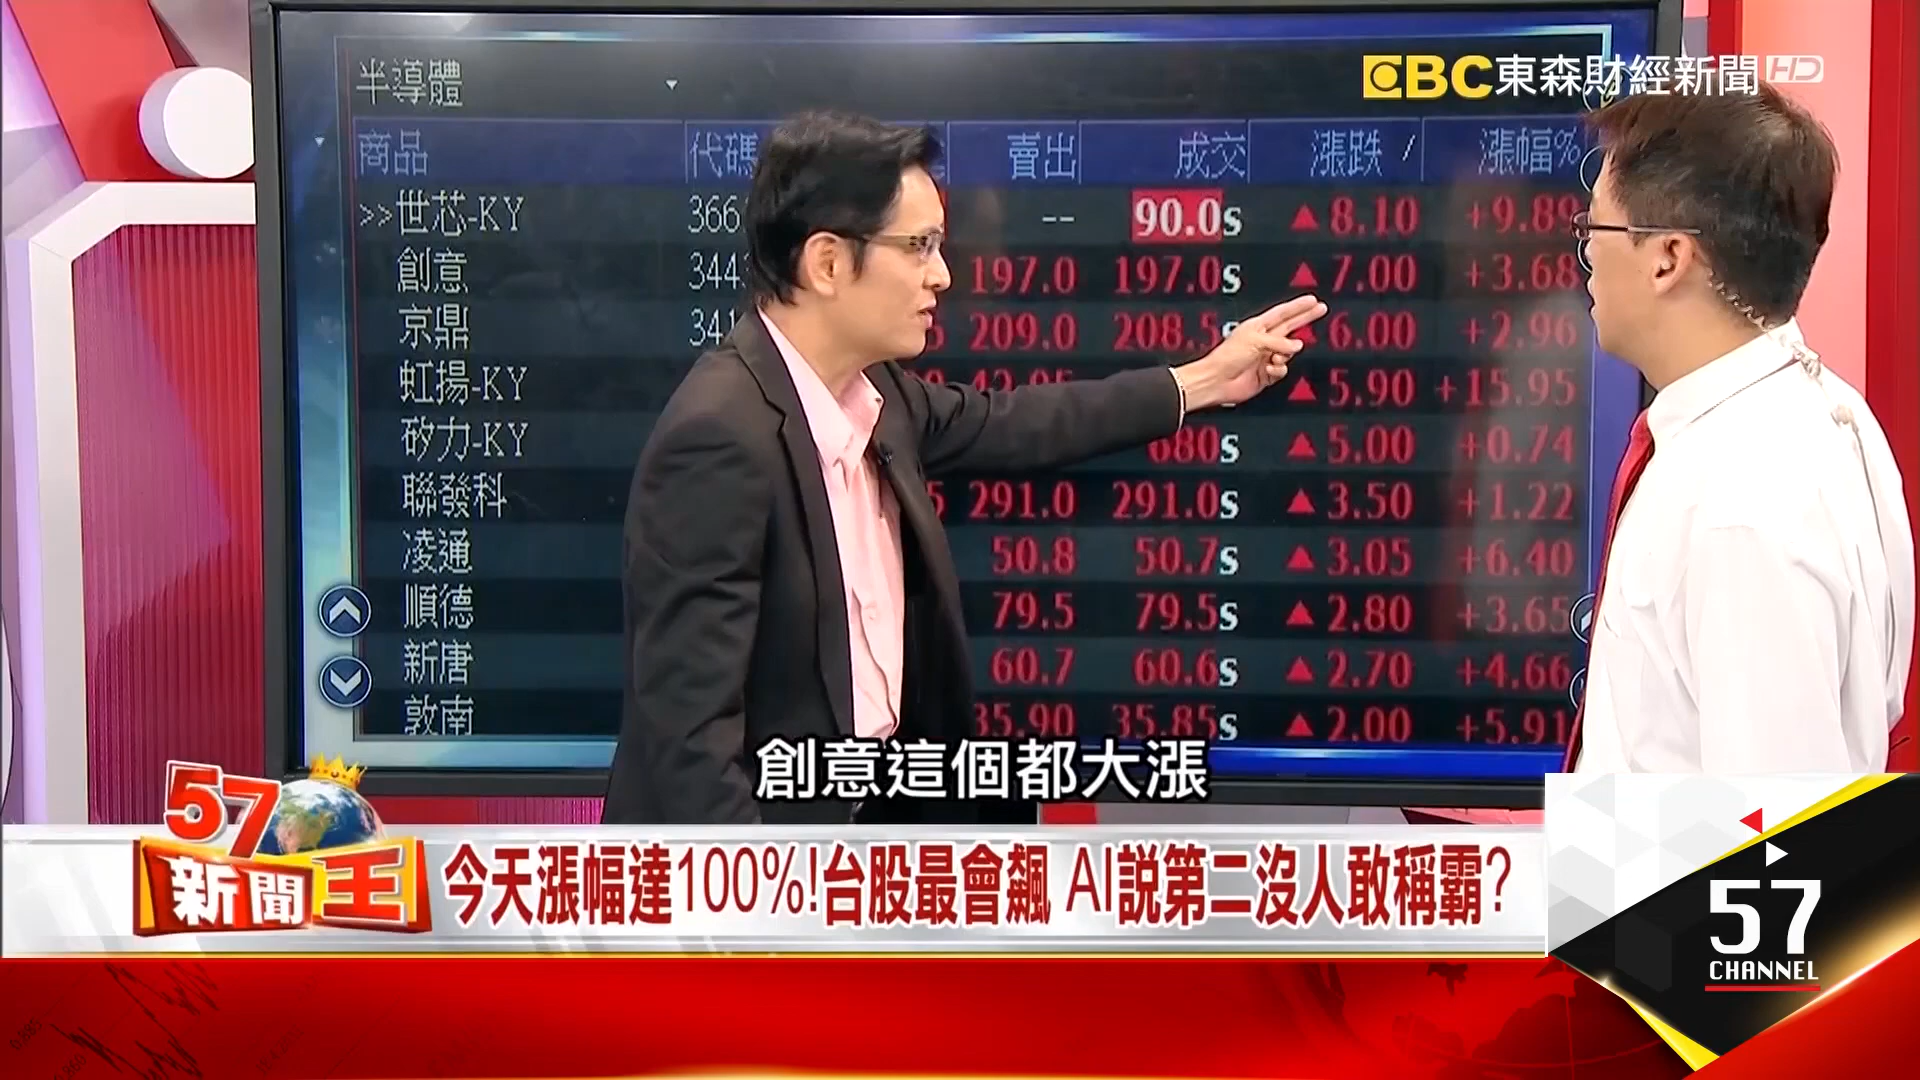 半導體
EBC東森財經新聞HD
商品 代碼 賣出 成交 漲跌 / 漲幅%
>>世芯-KY 366 -- 90.0s ▲8.10 +9.89
創意 344 197.0 197.0s ▲7.00 +3.68
京鼎 341 209.0 208.5s 6.00 +2.96
虹揚-KY ▲5.90 +15.95
矽力-KY 680s ▲5.00 +0.74
聯發科 291.0 291.0s ▲3.50 +1.22
凌通 50.8 50.7s ▲3.05 +6.40
順德 79.5 79.5s ▲2.80 +3.65
新唐 60.7 60.6s ▲2.70 +4.66
敦南 35.90 35.85s ▲2.00 +5.91
創意這個都大漲
57新聞王
今天漲幅達100%!台股最會飆 AI說第二沒人敢稱霸?
57
CHANNEL